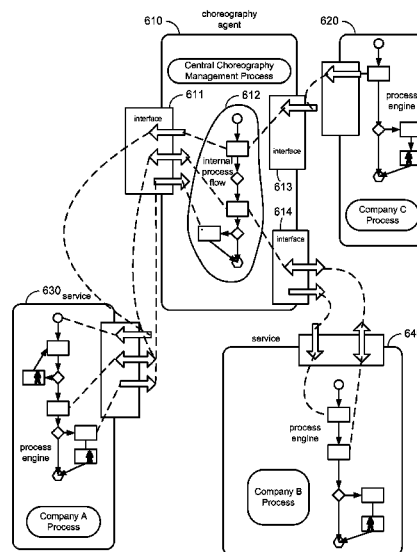 choreography
agent
610
620
Central Choreography
Management Process
611
612
interface
process
engine
internal
process
flow
interface
613
614
Company C
Process
interface
630
service
service
process
engine
process engine
Company A
Process
Company B
Process